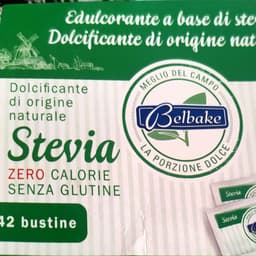 Edulcorante a base di ste
Dolcificante di origine natu
Dolcificante
di origine
naturale
Stevia
ZERO CALORIE
SENZA GLUTINE
42 bustine
MEGLIO DEL CAMPO
Belbake
LA PORZIONE DOLCE
Stevia
Stevia